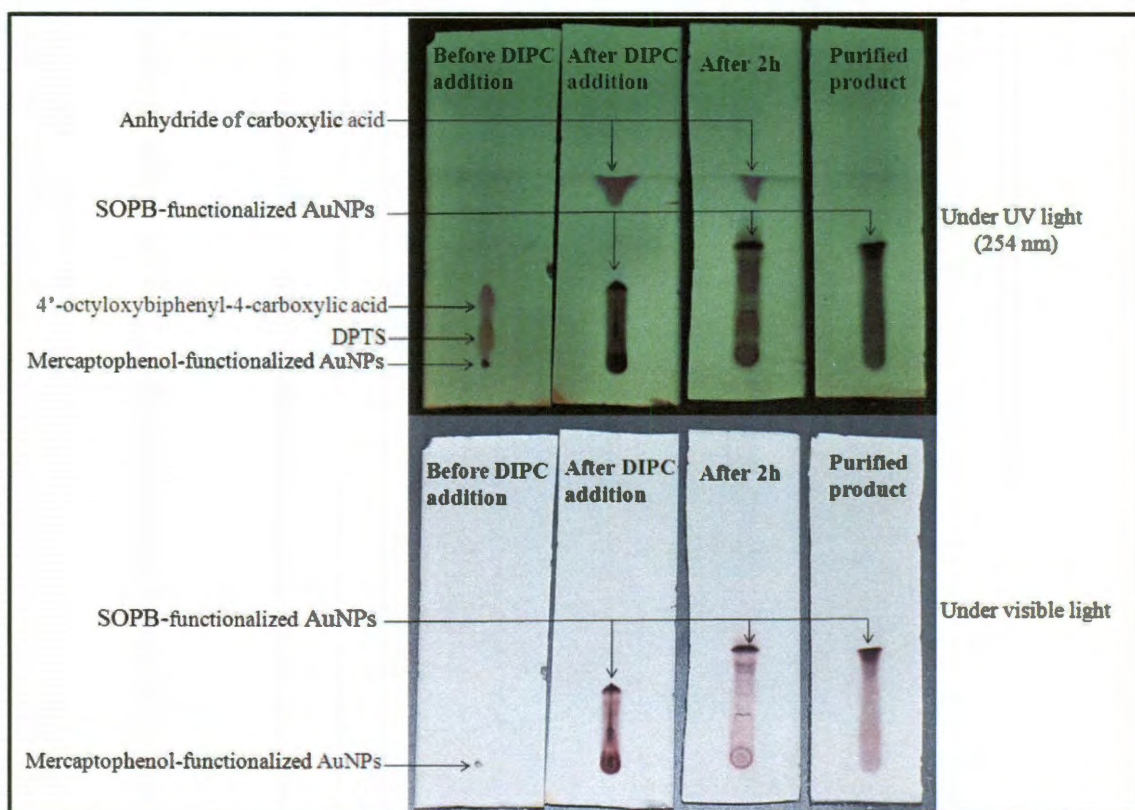 Before DIPC
addition
After DIPC
addition
After 2h
Purified
product
Anhydride of carboxylic acid
SOPB-functionalized AuNPs
Under UV light
(254 nm)
4’-octyloxybiphenyl-4-carboxylic acid
DPTS
Mercaptophenol-functionalized AuNPs
Before DIPC
addition
After DIPC
addition
After 2h
Purified
product
SOPB-functionalized AuNPs
Under visible light
Mercaptophenol-functionalized AuNPs